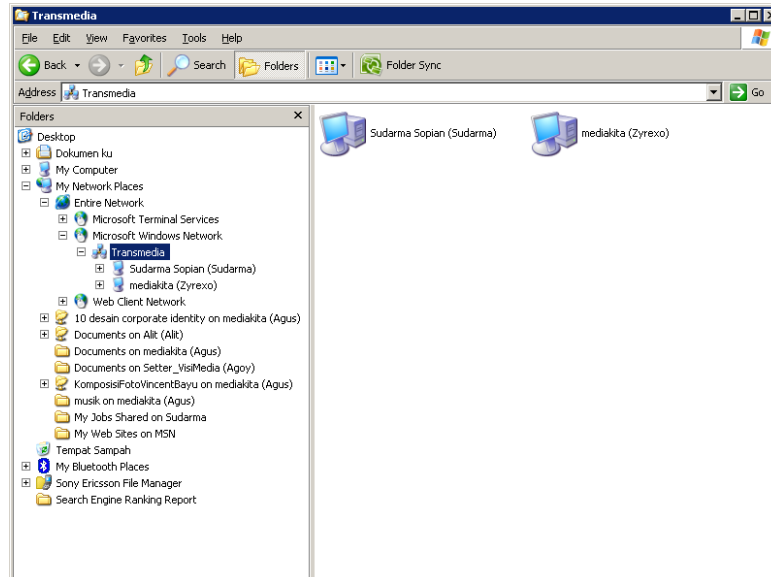 Transmedia
File Edit View Favorites Tools Help
Back Search Folders Folder Sync
Address Transmedia Go
Folders
Desktop
Dokumen ku
My Computer
My Network Places
Entire Network
Microsoft Terminal Services
Microsoft Windows Network
Transmedia
Sudarma Sopian (Sudarma)
mediakita (Zyrexo)
Web Client Network
10 desain corporate identity on mediakita (Agus)
Documents on Alit (Alit)
Documents on mediakita (Agus)
Documents on Setter_VisiMedia (Agoy)
KomposisiFotoVincentBayu on mediakita (Agus)
musik on mediakita (Agus)
My Jobs Shared on Sudarma
My Web Sites on MSN
Tempat Sampah
My Bluetooth Places
Sony Ericsson File Manager
Search Engine Ranking Report
Sudarma Sopian (Sudarma) mediakita (Zyrexo)